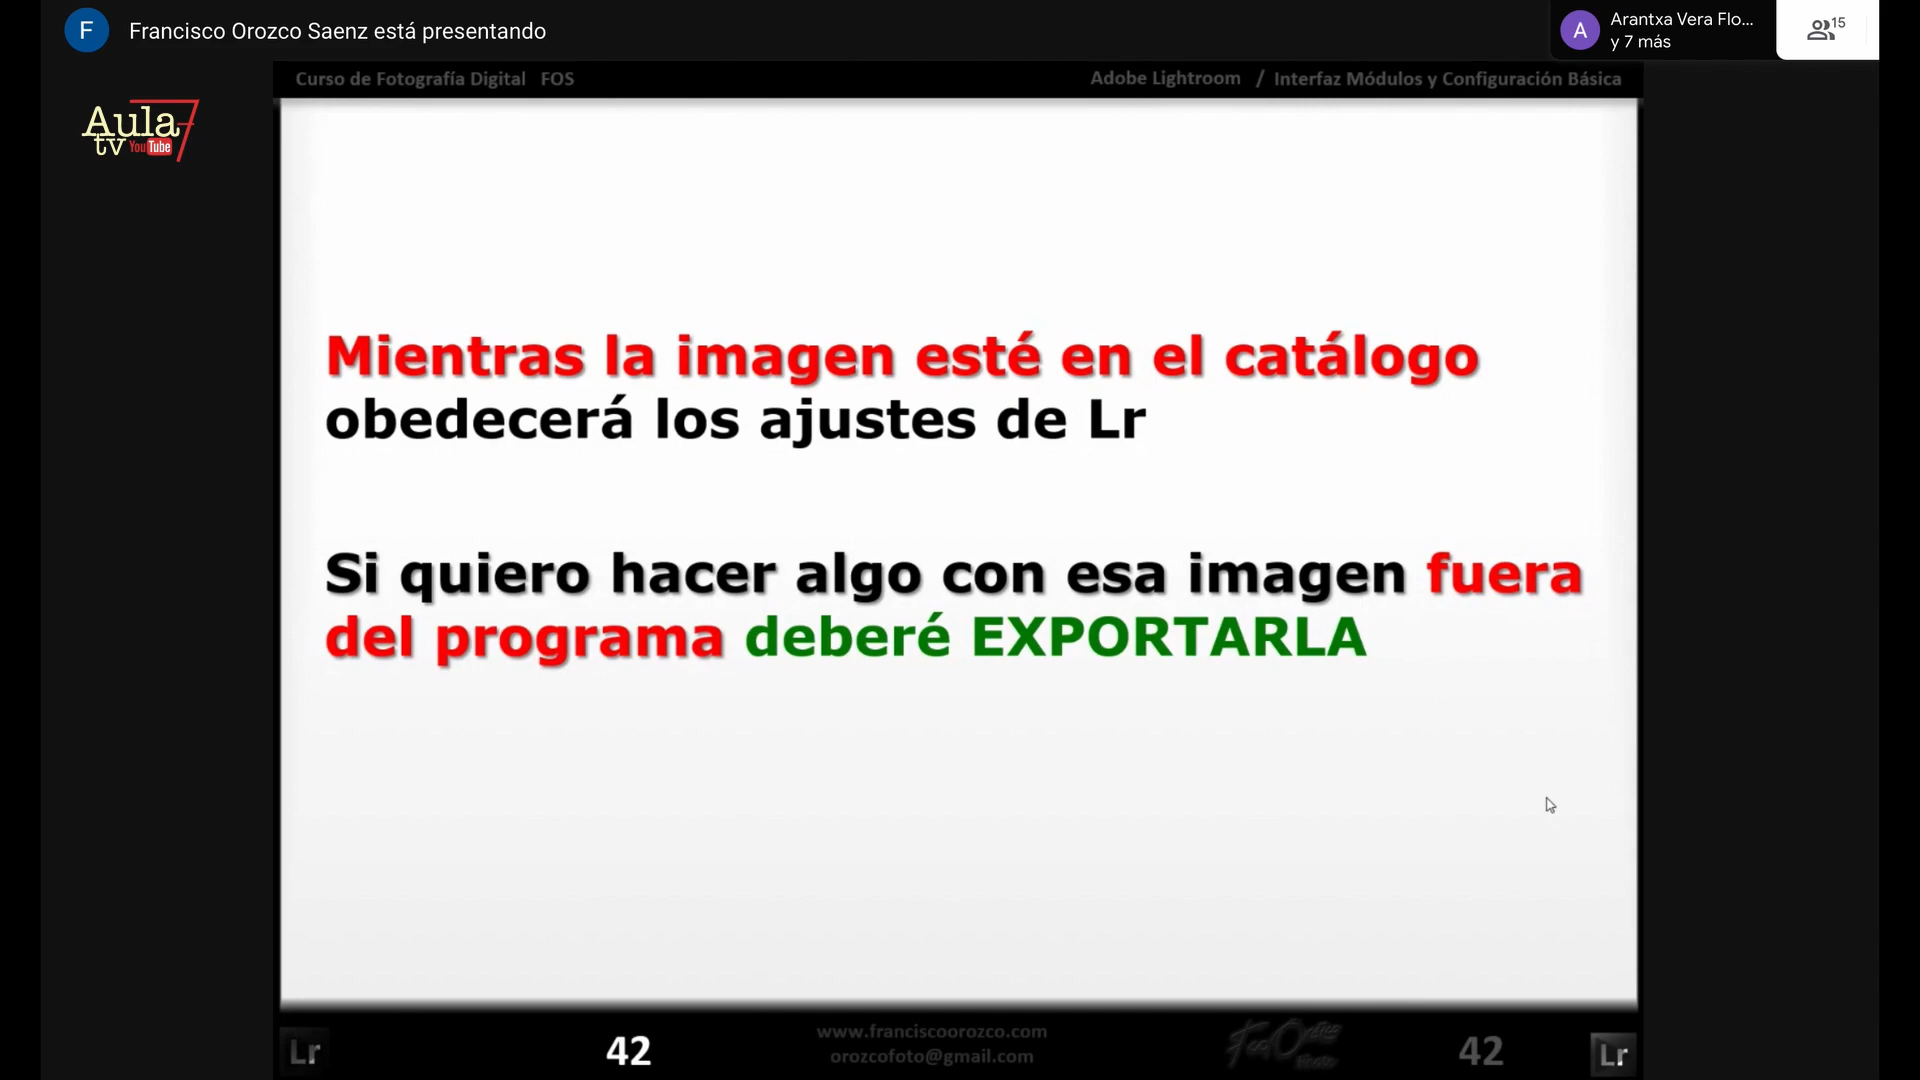 F Francisco Orozco Saenz está presentando
A Arantxa Vera Flo...
y 7 más
15
Curso de Fotografía Digital FOS
Adobe Lightroom / Interfaz Módulos y Configuración Básica
Aula 7
tv YouTube
Mientras la imagen esté en el catálogo
obedecerá los ajustes de Lr
Si quiero hacer algo con esa imagen fuera
del programa deberé EXPORTARLA
www.franciscoorozco.com
orozcofoto@gmail.com
Lr 42 42 Lr